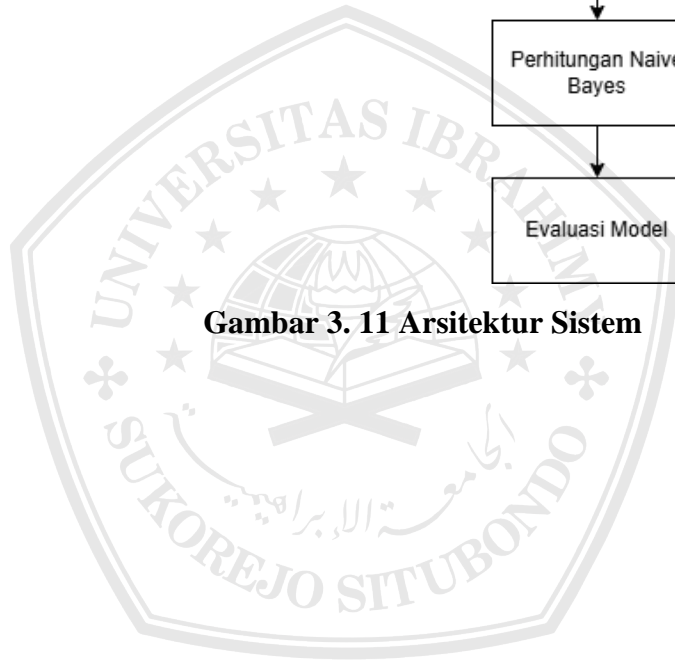 Perhitungan Naive
Bayes
Evaluasi Model
Gambar 3. 11 Arsitektur Sistem
UNIVERSITAS IBRAHIMY
SUKOREJO SITUBONDO